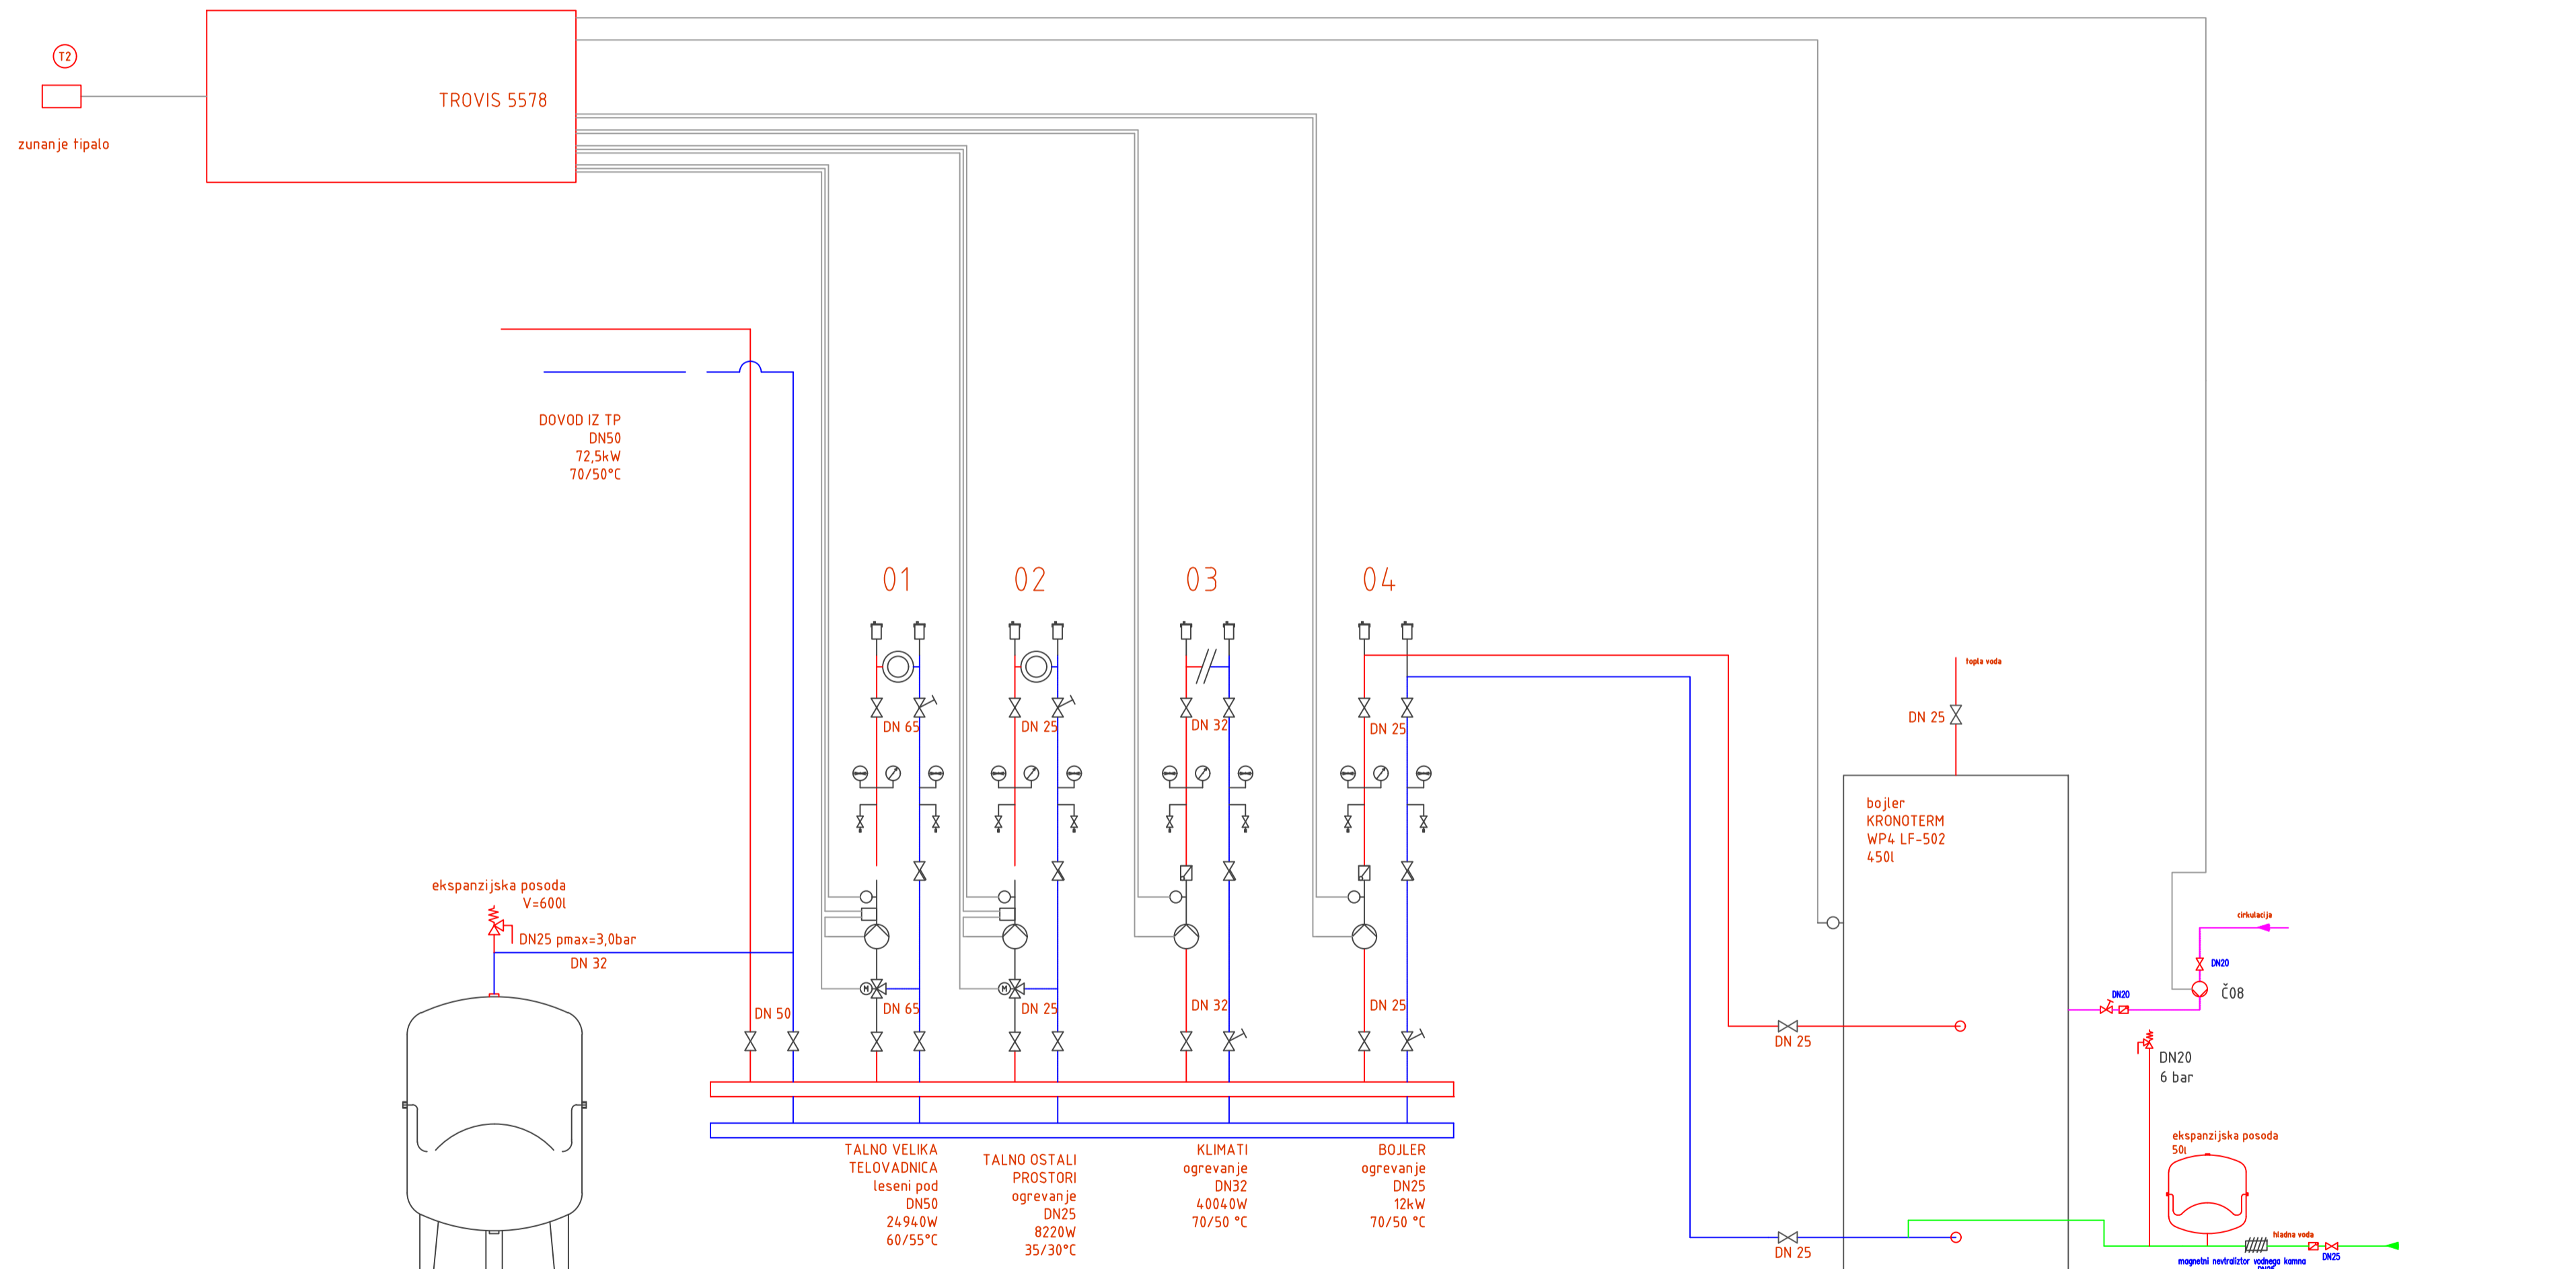 T2
zunanje tipalo
TROVIS 5578
DOVOD IZ TP
DN50
72,5kW
70/50°C
01
02
03
04
DN 65
DN 25
DN 32
DN 25
topla voda
DN 25
bojler
KRONOTERM
WP4 LF-502
450l
ekspanzijska posoda
V=600l
DN25 pmax=3,0bar
DN 32
cirkulacija
DN20
Č08
DN20
M
M
DN 50
DN 65
DN 25
DN 32
DN 25
DN 25
DN20
6 bar
ekspanzijska posoda
50l
TALNO VELIKA
TELOVADNICA
leseni pod
DN50
24940W
60/55°C
TALNO OSTALI
PROSTORI
ogrevanje
DN25
8220W
35/30°C
KLIMATI
ogrevanje
DN32
40040W
70/50 °C
BOJLER
ogrevanje
DN25
12kW
70/50 °C
DN 25
hladna voda
DN25
magnetni nevtraliztor vodnega kamna